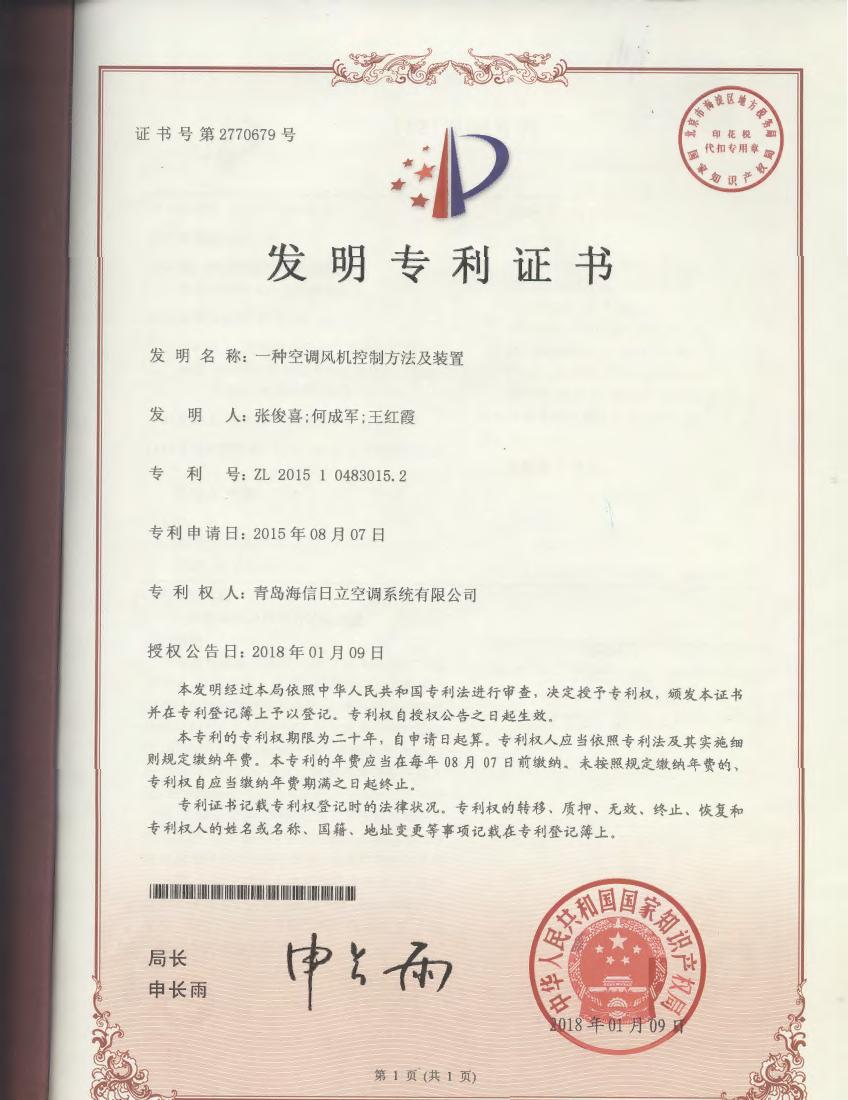 证书号第2770679号
北京市海淀区地方税务局
印花税
代扣专用章
国家知识产权局
发明专利证书
发明名称：一种空调风机控制方法及装置
发明人：张俊喜;何成军;王红霞
专利号：ZL 2015 1 0483015.2
专利申请日：2015年08月07日
专利权人：青岛海信日立空调系统有限公司
授权公告日：2018年01月09日
本发明经过本局依照中华人民共和国专利法进行审查，决定授予专利权，颁发本证书
并在专利登记簿上予以登记。专利权自授权公告之日起生效。
本专利的专利权期限为二十年，自申请日起算。专利权人应当依照专利法及其实施细
则规定缴纳年费。本专利的年费应当在每年08月07日前缴纳。未按照规定缴纳年费的、
专利权自应当缴纳年费期满之日起终止。
专利证书记载专利权登记时的法律状况。专利权的转移、质押、无效、终止、恢复和
专利权人的姓名或名称、国籍、地址变更等事项记载在专利登记簿上。
局长
申长雨
申长雨
中华人民共和国国家知识产权局
2018年01月09日
第1页(共1页)